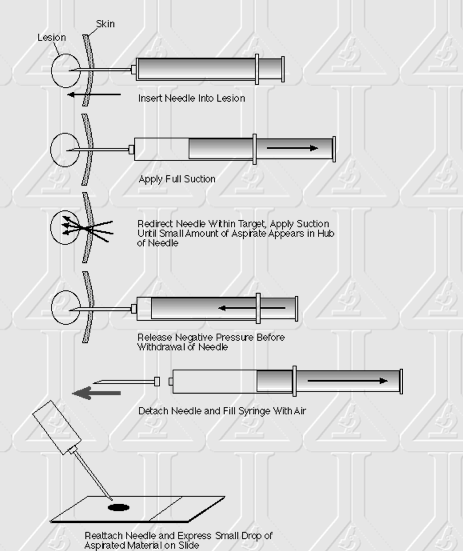 Skin
Lesion
Insert Needle Into Lesion
Apply Full Suction
Redirect Needle Within Target, Apply Suction
Until Small Amount of Aspirate Appears in Hub
of Needle
Release Negative Pressure Before
Withdrawal of Needle
Detach Needle and Fill Syringe With Air
Reattach Needle and Express Small Drop of
Aspirated Material on Slide